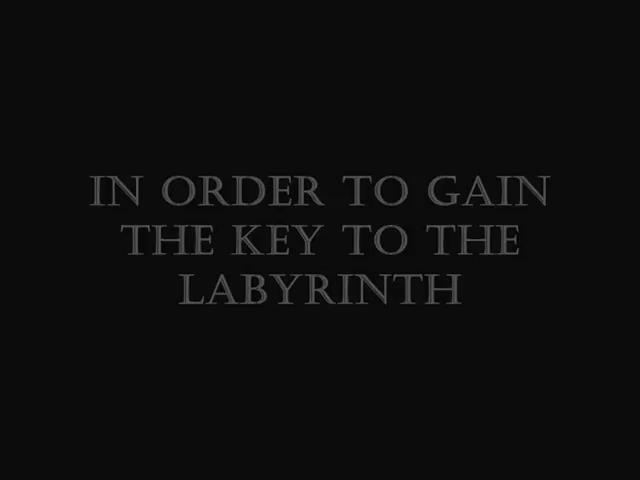 IN ORDER TO GAIN
THE KEY TO THE
LABYRINTH